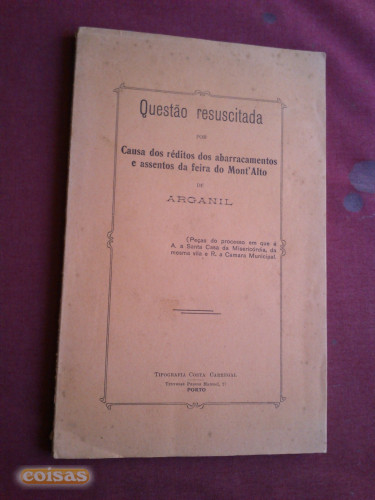 Questão resuscitada
POR
Causa dos réditos dos abarracamentos
e assentos da feira do Mont'Alto
DE
ARGANIL
(Peças do processo em que é
A. a Santa Casa da Misericórdia, da
mesma vila e R. a Camara Municipal.
TIPOGRAFIA COSTA CARREGAL
PORTO
coisas